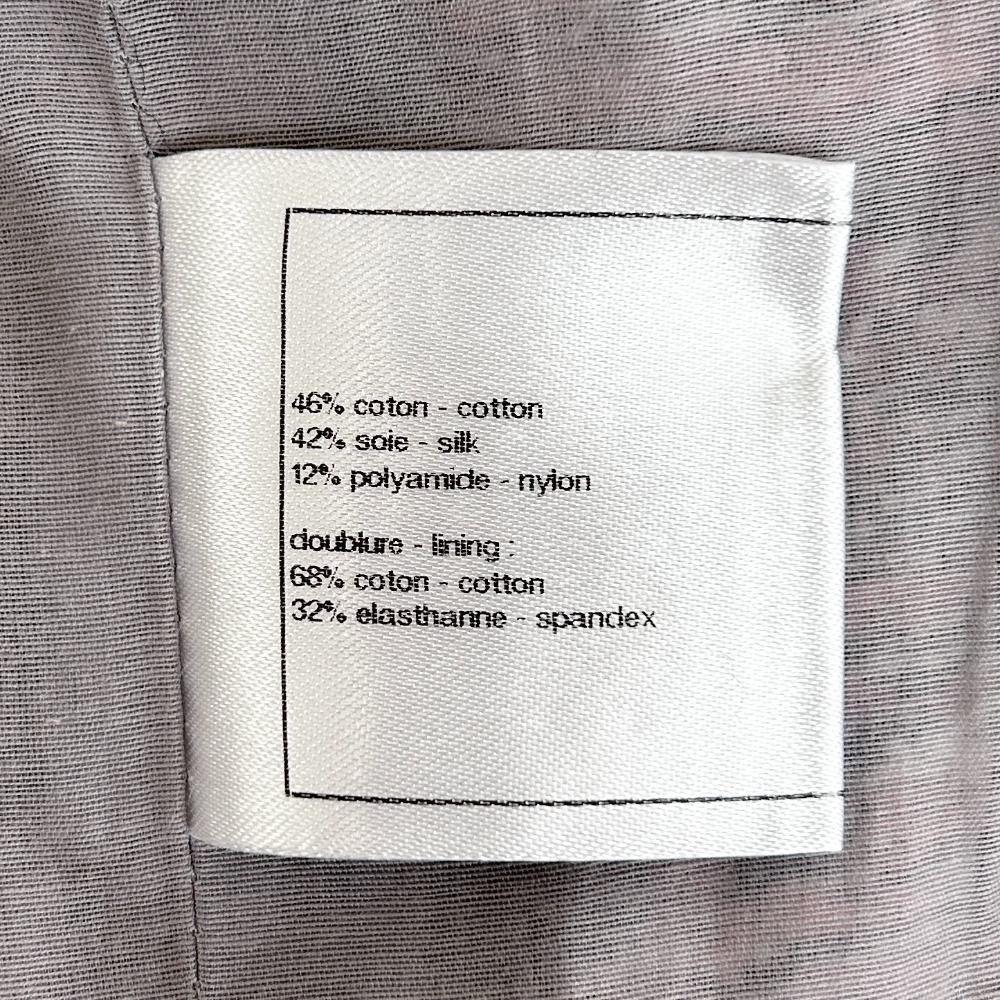 46% coton - cotton
42% soie - silk
12% polyamide - nylon
doublure - lining :
68% coton - cotton
32% elasthanne - spandex